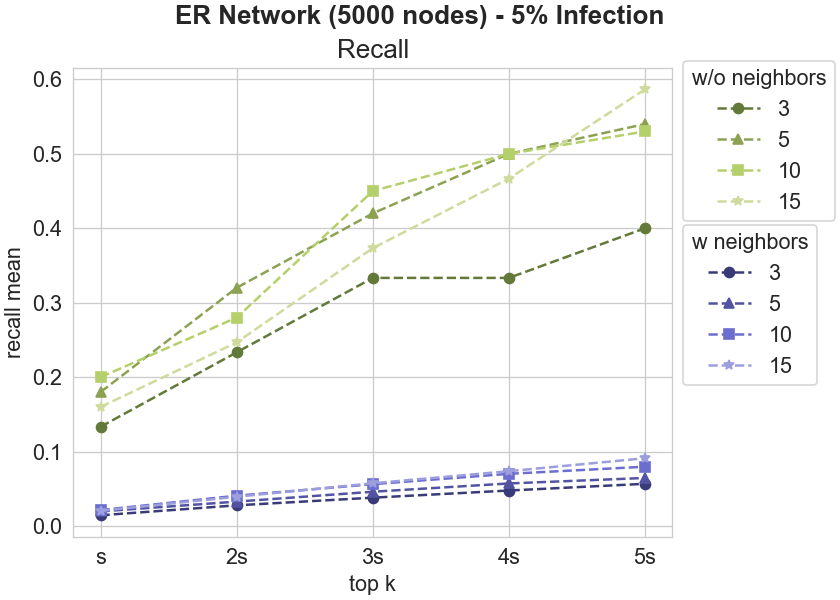 ER Network (5000 nodes) - 5% Infection
Recall
0.6
0.5
0.4
0.3
0.2
0.1
0.0
recall mean
s
2s
3s
4s
5s
top k
w/o neighbors
3
5
10
15
w neighbors
3
5
10
15